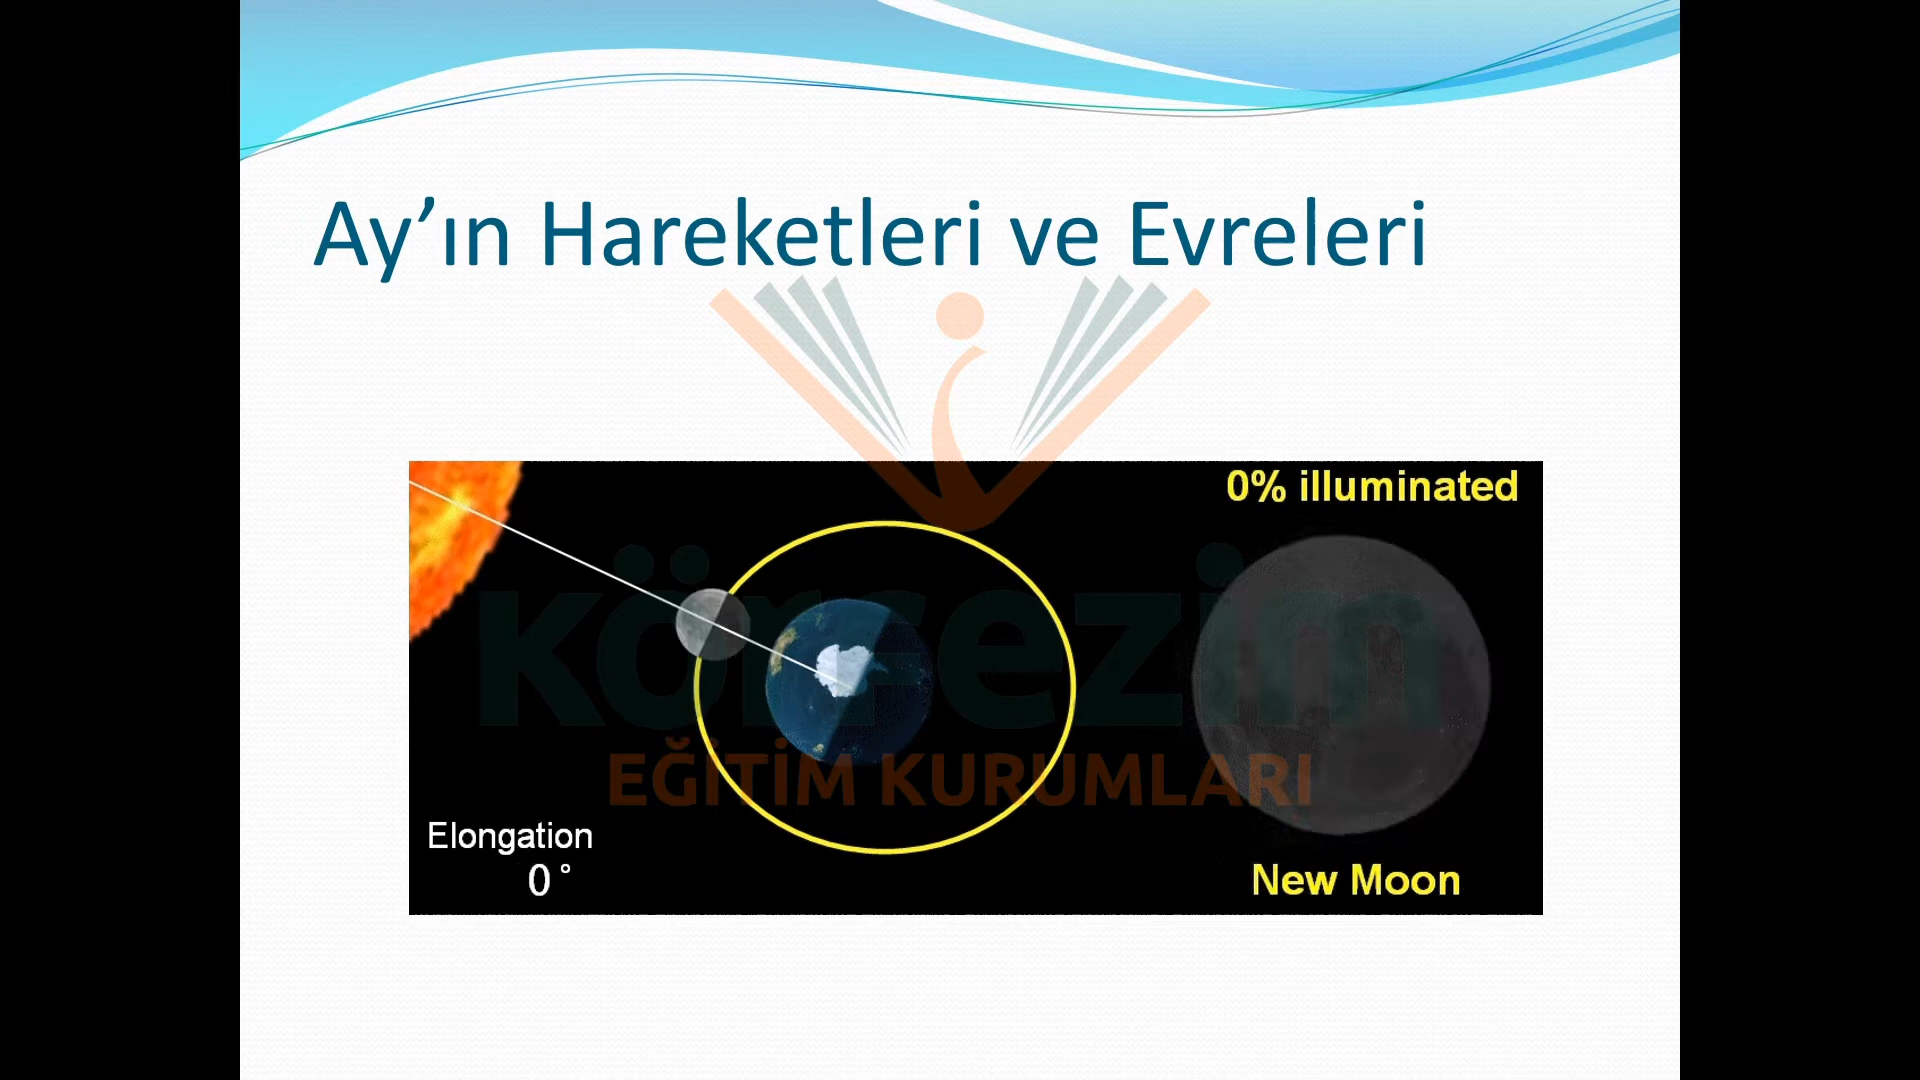 Ay’ın Hareketleri ve Evreleri
0% illuminated
körfezim
EĞİTİM KURUMLARI
Elongation
0°
New Moon